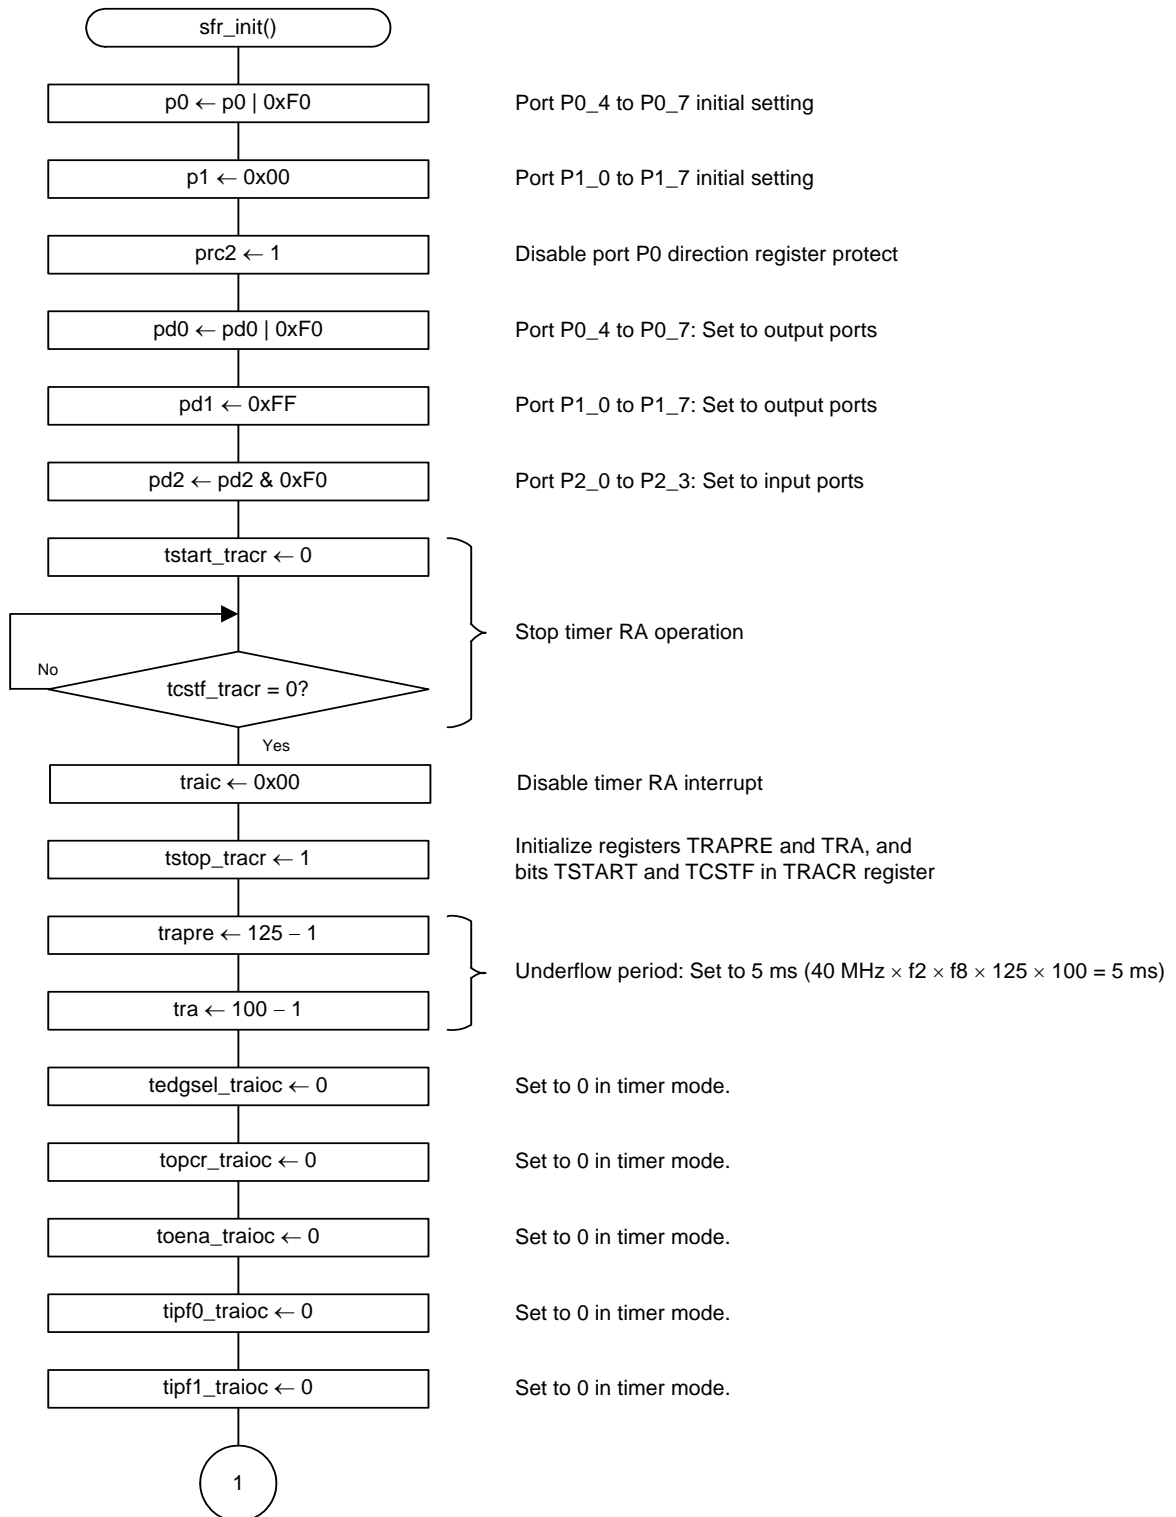 sfr_init()
p0 ← p0 | 0xF0
Port P0_4 to P0_7 initial setting
p1 ← 0x00
Port P1_0 to P1_7 initial setting
prc2 ← 1
Disable port P0 direction register protect
pd0 ← pd0 | 0xF0
Port P0_4 to P0_7: Set to output ports
pd1 ← 0xFF
Port P1_0 to P1_7: Set to output ports
pd2 ← pd2 & 0xF0
Port P2_0 to P2_3: Set to input ports
tstart_tracr ← 0
Stop timer RA operation
No
tcstf_tracr = 0?
Yes
traic ← 0x00
Disable timer RA interrupt
tstop_tracr ← 1
Initialize registers TRAPRE and TRA, and
bits TSTART and TCSTF in TRACR register
trapre ← 125 − 1
Underflow period: Set to 5 ms (40 MHz × f2 × f8 × 125 × 100 = 5 ms)
tra ← 100 − 1
tedgsel_traioc ← 0
Set to 0 in timer mode.
topcr_traioc ← 0
Set to 0 in timer mode.
toena_traioc ← 0
Set to 0 in timer mode.
tipf0_traioc ← 0
Set to 0 in timer mode.
tipf1_traioc ← 0
Set to 0 in timer mode.
1